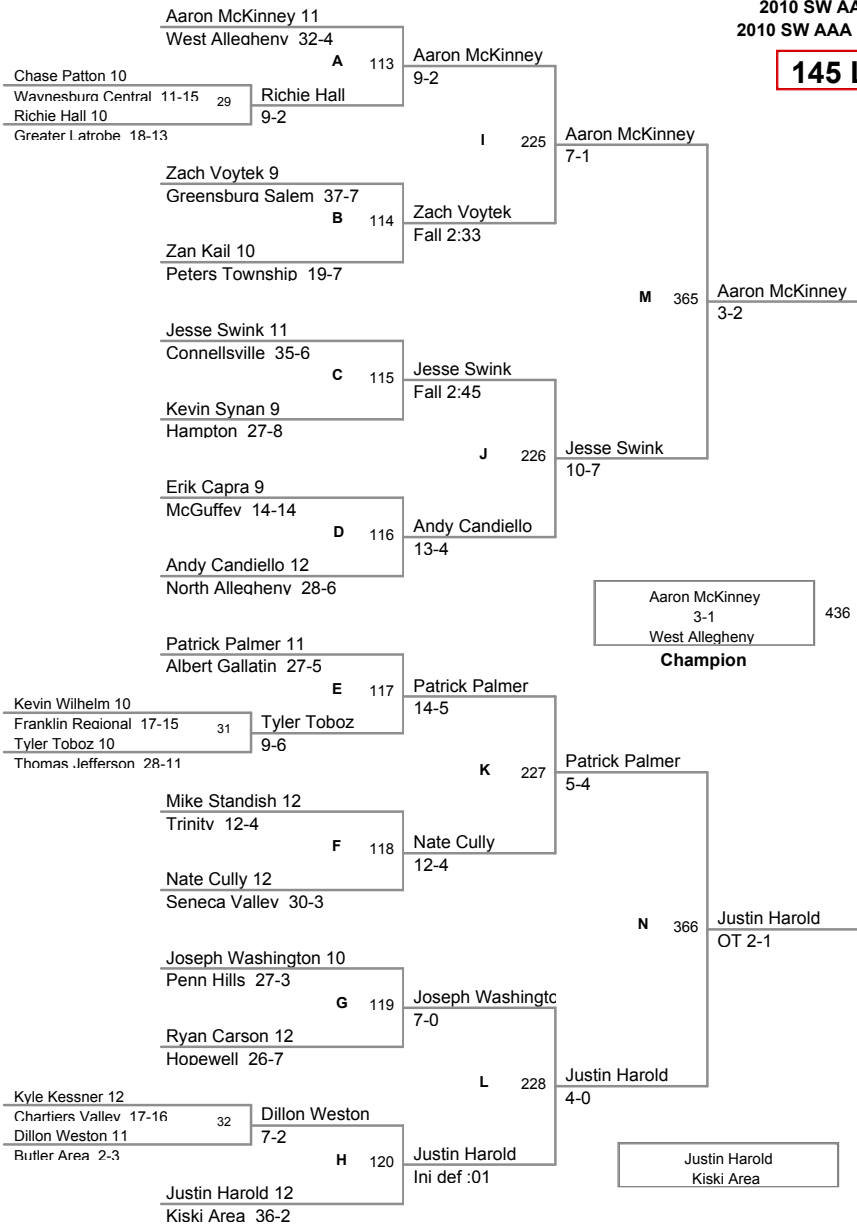 2010 SW AA
2010 SW AAA
145 L
Aaron McKinney 11
West Allegheny 32-4
A 113
Aaron McKinney
9-2
Chase Patton 10
Waynesburg Central 11-15
29
Richie Hall 10
Greater Latrobe 18-13
Richie Hall
9-2
I 225
Aaron McKinney
7-1
Zach Voytek 9
Greensburg Salem 37-7
B 114
Zach Voytek
Fall 2:33
Zan Kail 10
Peters Township 19-7
M 365
Aaron McKinney
3-2
Jesse Swink 11
Connellsville 35-6
C 115
Jesse Swink
Fall 2:45
Kevin Synan 9
Hampton 27-8
J 226
Jesse Swink
10-7
Erik Capra 9
McGuffey 14-14
D 116
Andy Candiello
13-4
Andy Candiello 12
North Allegheny 28-6
Aaron McKinney
3-1
West Allegheny
436
Champion
Patrick Palmer 11
Albert Gallatin 27-5
E 117
Patrick Palmer
14-5
Kevin Wilhelm 10
Franklin Regional 17-15
31
Tyler Toboz 10
Thomas Jefferson 28-11
Tyler Toboz
9-6
K 227
Patrick Palmer
5-4
Mike Standish 12
Trinity 12-4
F 118
Nate Cully
12-4
Nate Cully 12
Seneca Valley 30-3
N 366
Justin Harold
OT 2-1
Joseph Washington 10
Penn Hills 27-3
G 119
Joseph Washingto
7-0
Ryan Carson 12
Hopewell 26-7
L 228
Justin Harold
4-0
Kyle Kessner 12
Chartiers Valley 17-16
32
Dillon Weston 11
Butler Area 2-3
Dillon Weston
7-2
H 120
Justin Harold
Inj def :01
Justin Harold 12
Kiski Area 36-2
Justin Harold
Kiski Area